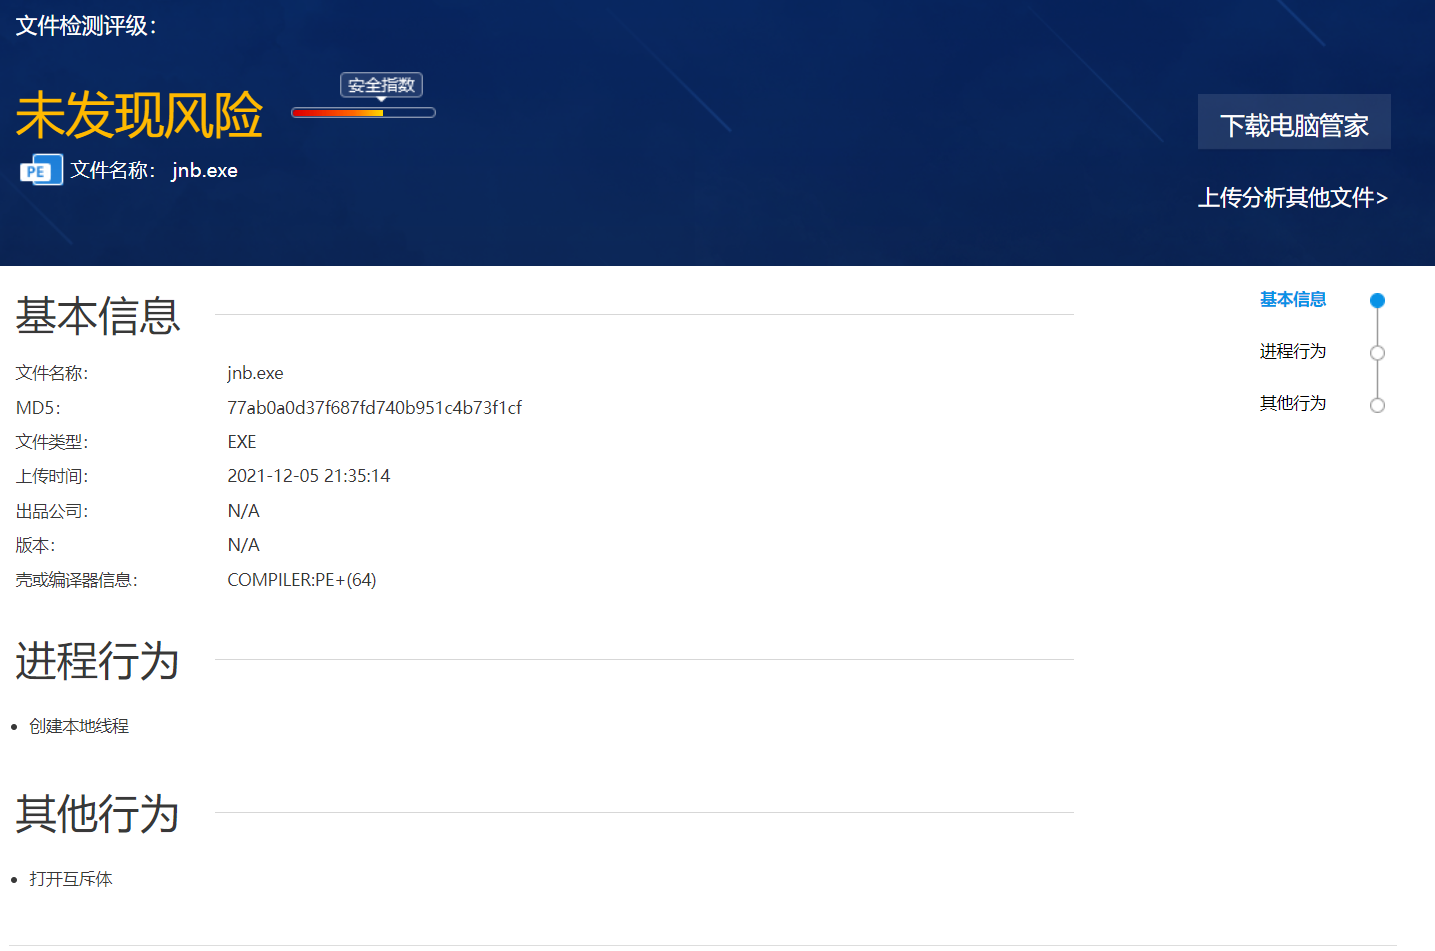 文件检测评级：
安全指数
未发现风险
下载电脑管家
PE 文件名称： jnb.exe
上传分析其他文件>
基本信息
基本信息
进程行为
其他行为
文件名称： jnb.exe
MD5： 77ab0a0d37f687fd740b951c4b73f1cf
文件类型： EXE
上传时间： 2021-12-05 21:35:14
出品公司： N/A
版本： N/A
壳或编译器信息： COMPILER:PE+(64)
进程行为
• 创建本地线程
其他行为
• 打开互斥体